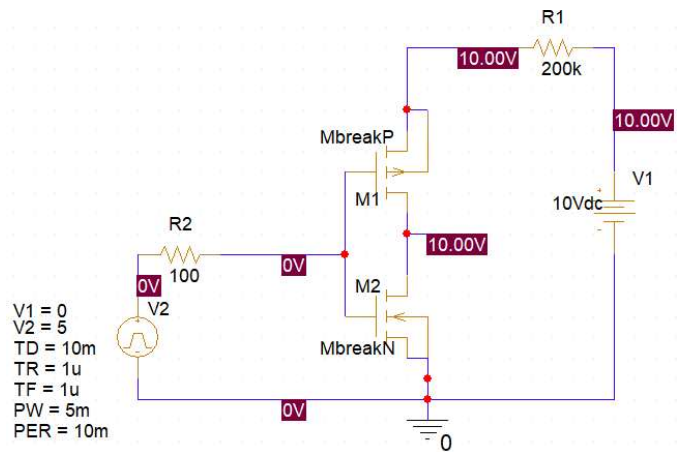 R1
10.00V
200k
10.00V
MbreakP
V1
M1
10Vdc
R2
10.00V
0V
100
M2
0V
V2
V1 = 0
V2 = 5
TD = 10m
TR = 1u
TF = 1u
PW = 5m
PER = 10m
MbreakN
0V
0